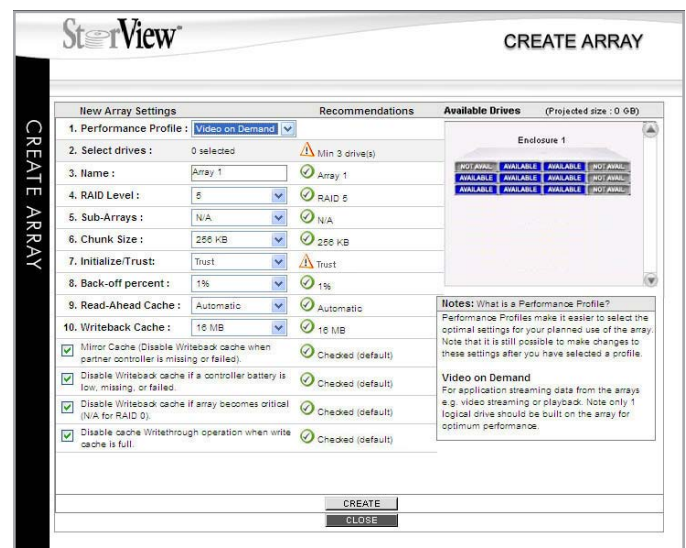 StorView
CREATE ARRAY
CREATE ARRAY
New Array Settings Recommendations
1. Performance Profile : Video on Demand
2. Select drives : 0 selected Min 3 drive(s)
3. Name : Array 1 Array 1
4. RAID Level : 5 RAID 5
5. Sub-Arrays : N/A N/A
6. Chunk Size : 256 KB 256 KB
7. Initialize/Trust: Trust Trust
8. Back-off percent : 1% 1%
9. Read-Ahead Cache : Automatic Automatic
10. Writeback Cache : 16 MB 16 MB
Mirror Cache (Disable Writeback cache when
partner controller is missing or failed). Checked (default)
Disable Writeback cache if a controller battery is
low, missing, or failed. Checked (default)
Disable Writeback cache if array becomes critical
(N/A for RAID 0). Checked (default)
Disable cache Writethrough operation when write
cache is full. Checked (default)
Available Drives (Projected size : 0 GB)
Enclosure 1
NOT AVAIL. AVAILABLE AVAILABLE NOT AVAIL.
AVAILABLE AVAILABLE AVAILABLE NOT AVAIL.
AVAILABLE AVAILABLE AVAILABLE NOT AVAIL.
Notes: What is a Performance Profile?
Performance Profiles make it easier to select the
optimal settings for your planned use of the array.
Note that it is still possible to make changes to
these settings after you have selected a profile.
Video on Demand
For application streaming data from the arrays
e.g. video streaming or playback. Note only 1
logical drive should be built on the array for
optimum performance.
CREATE
CLOSE